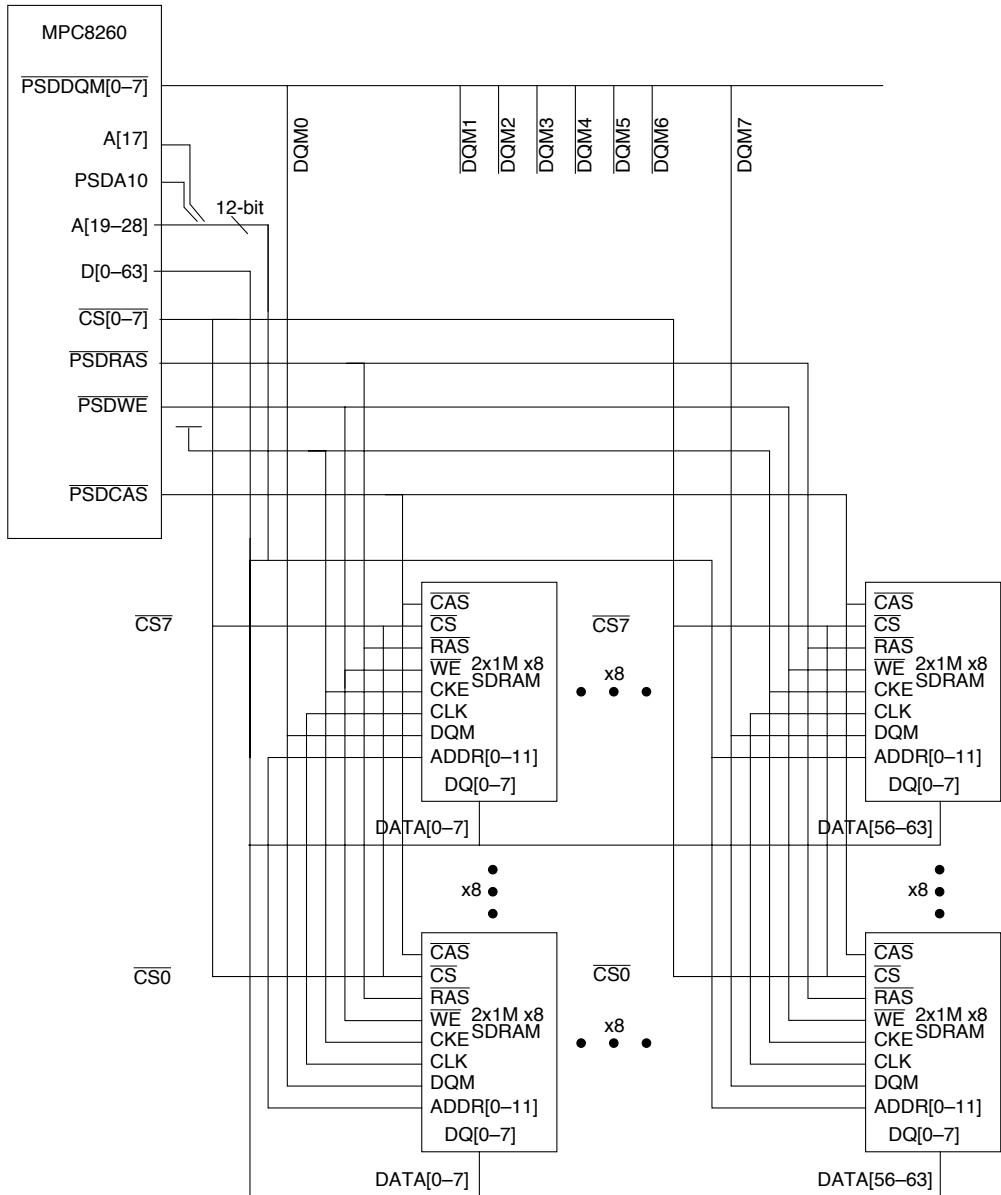 MPC8260
PSDDQM[0–7]
A[17]
PSDA10
12-bit
A[19–28]
D[0–63]
CS[0–7]
PSDRAS
PSDWE
PSDCAS
DQM0
DQM1
DQM2
DQM3
DQM4
DQM5
DQM6
DQM7
CS7
CAS
CS
RAS
WE 2x1M x8
SDRAM
CKE
CLK
DQM
ADDR[0–11]
DQ[0–7]
DATA[0–7]
CS7
x8
CAS
CS
RAS
WE 2x1M x8
SDRAM
CKE
CLK
DQM
ADDR[0–11]
DQ[0–7]
DATA[56–63]
x8
x8
CS0
CAS
CS
RAS
WE 2x1M x8
SDRAM
CKE
CLK
DQM
ADDR[0–11]
DQ[0–7]
DATA[0–7]
CS0
x8
CAS
CS
RAS
WE 2x1M x8
SDRAM
CKE
CLK
DQM
ADDR[0–11]
DQ[0–7]
DATA[56–63]